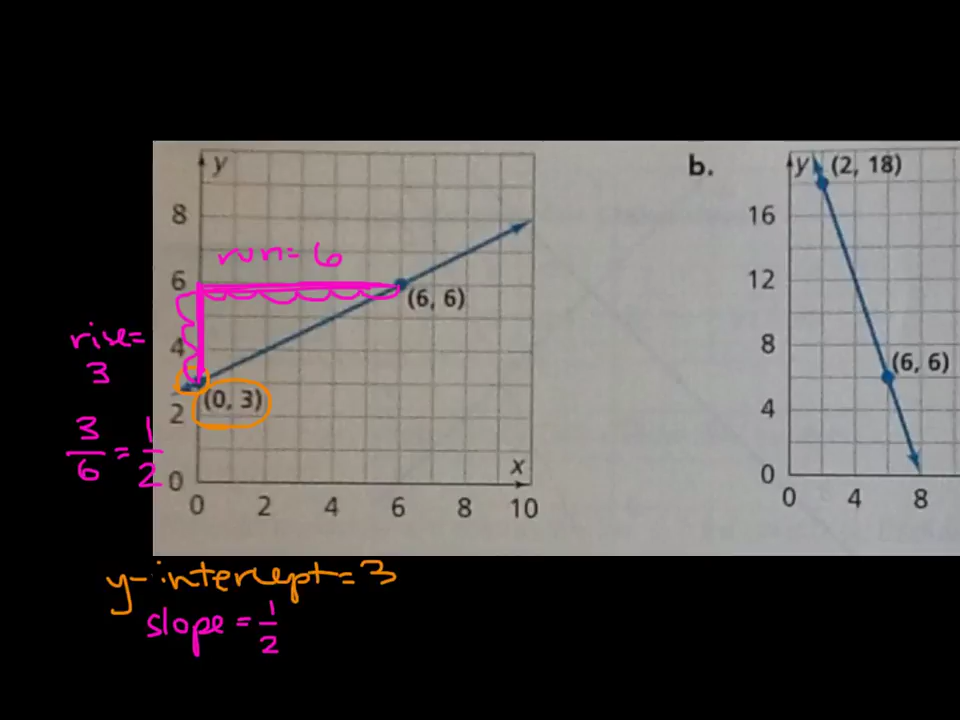 y
8
6
4
2
0
0 2 4 6 8 10
x
(6, 6)
(0, 3)
run = 6
rise =
3
3/6 = 1/2
y-intercept = 3
slope = 1/2
b.
y
(2, 18)
16
12
8
4
0
0 4 8
(6, 6)